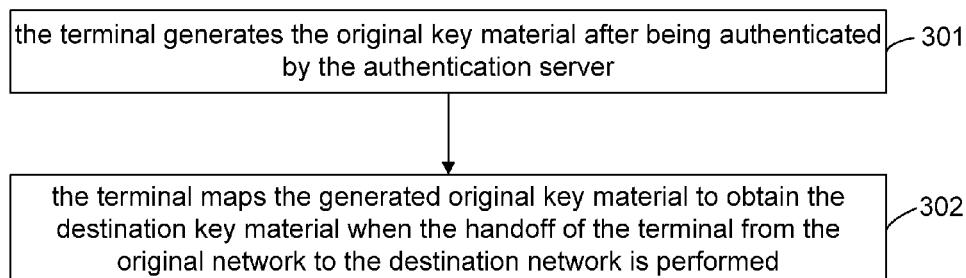 the terminal generates the original key material after being authenticated
by the authentication server
301
the terminal maps the generated original key material to obtain the
destination key material when the handoff of the terminal from the
original network to the destination network is performed
302